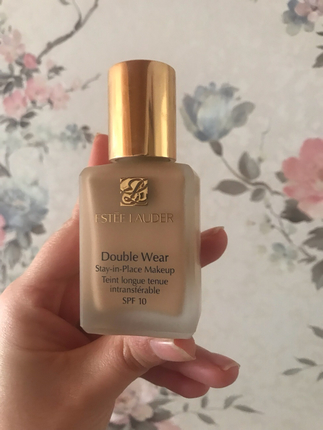 ESTĒE LAUDER
Double Wear
Stay-in-Place Makeup
Teint longue tenue
intransférable
SPF 10